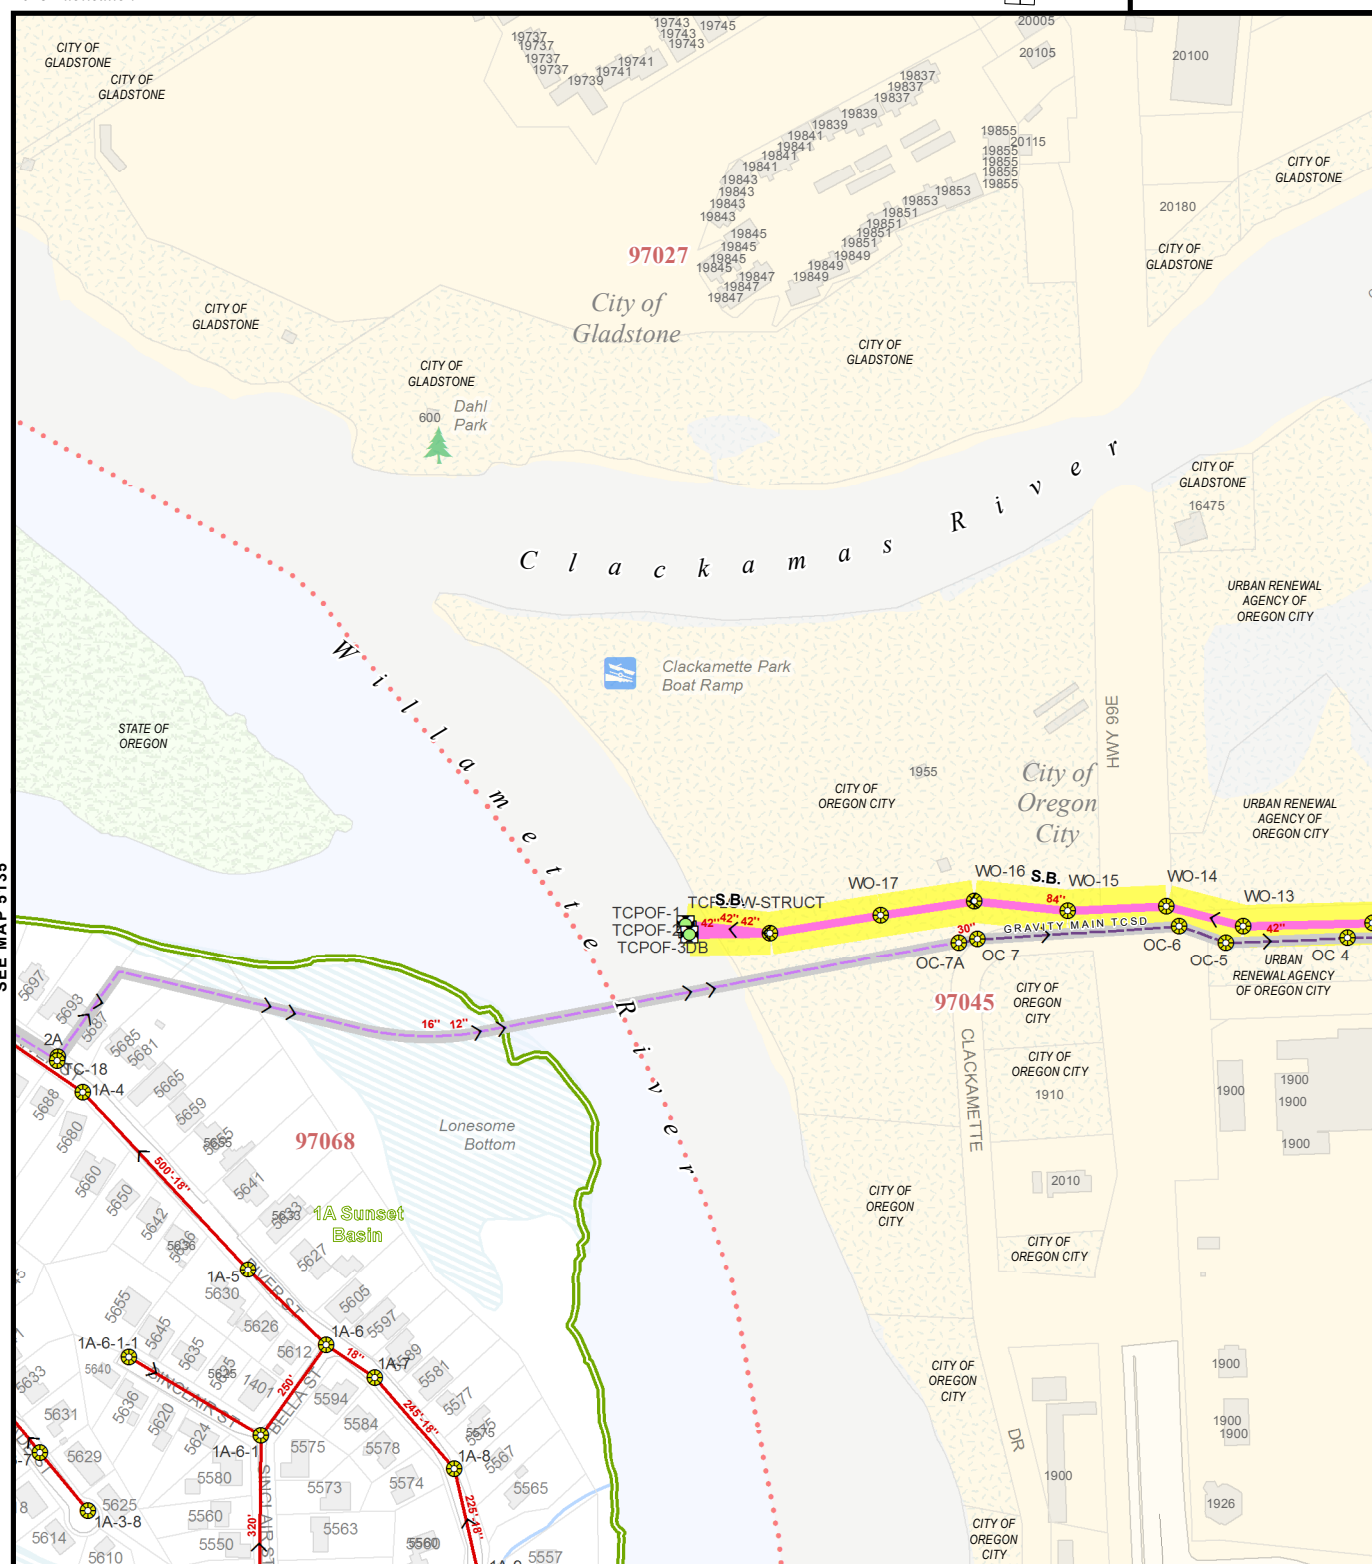 CITY OF
GLADSTONE
CITY OF
GLADSTONE
19737
19737
19737
19737
19739
19741
19741
19743
19743
19743
19745
20005
20105
20100
19837
19837
19837
19839
19839
19841
19841
19841
19841
19843
19843
19843
19843
19845
19845
19845
19845
19847
19847
19847
19849
19849
19849
19851
19851
19851
19851
19853
19853
19855
20115
19855
19855
19855
19855
CITY OF
GLADSTONE
20180
CITY OF
GLADSTONE
97027
City of
Gladstone
CITY OF
GLADSTONE
CITY OF
GLADSTONE
CITY OF
GLADSTONE
600
Dahl
Park
Clackamas River
CITY OF
GLADSTONE
16475
URBAN RENEWAL
AGENCY OF
OREGON CITY
Willamette River
Clackamette Park
Boat Ramp
STATE OF
OREGON
HWY 99E
1955
CITY OF
OREGON CITY
City of
Oregon
City
URBAN RENEWAL
AGENCY OF
OREGON CITY
SEE MAP 5135
WO-17
WO-16
S.B.
WO-15
WO-14
WO-13
S.B.
TCPOF-1
TCPOF-2
TCPOF-3DB
42"
42"
42"
84"
42"
30"
GRAVITY MAIN TCSD
OC-7A
OC 7
OC-6
OC-5
OC 4
URBAN
RENEWAL AGENCY
OF OREGON CITY
97045
CITY OF
OREGON
CITY
CLACKAMETTE
DR
CITY OF
OREGON CITY
1910
1900
1900
1900
1900
2010
CITY OF
OREGON
CITY
CITY OF
OREGON CITY
CITY OF
OREGON
CITY
1900
1900
1900
1900
1926
CITY OF
OREGON
CITY
16"
12"
5697
5693
5687
5685
5681
2A
TC-18
1A-4
5688
5680
5665
5659
5655
5660
5650
5641
5642
5636
5633
5627
97068
Lonesome
Bottom
1A Sunset
Basin
500'-18"
1A-5
RIVER ST
5630
5626
5605
5597
5589
5581
5577
5575
5567
5565
1A-6
5612
18"
1A-7
250'
BELLA ST
245'-18"
1A-8
225'-18"
5655
5645
5635
5625
1401
1A-6-1-1
5640
5636
5620
5624
SINCLAIR ST
1A-6-1
5594
5584
5578
5574
5575
5573
5563
5560
5557
5580
5560
5550
320'
SINCLAIR ST
5633
5631
5629
5625
1A-3-8
5614
5610